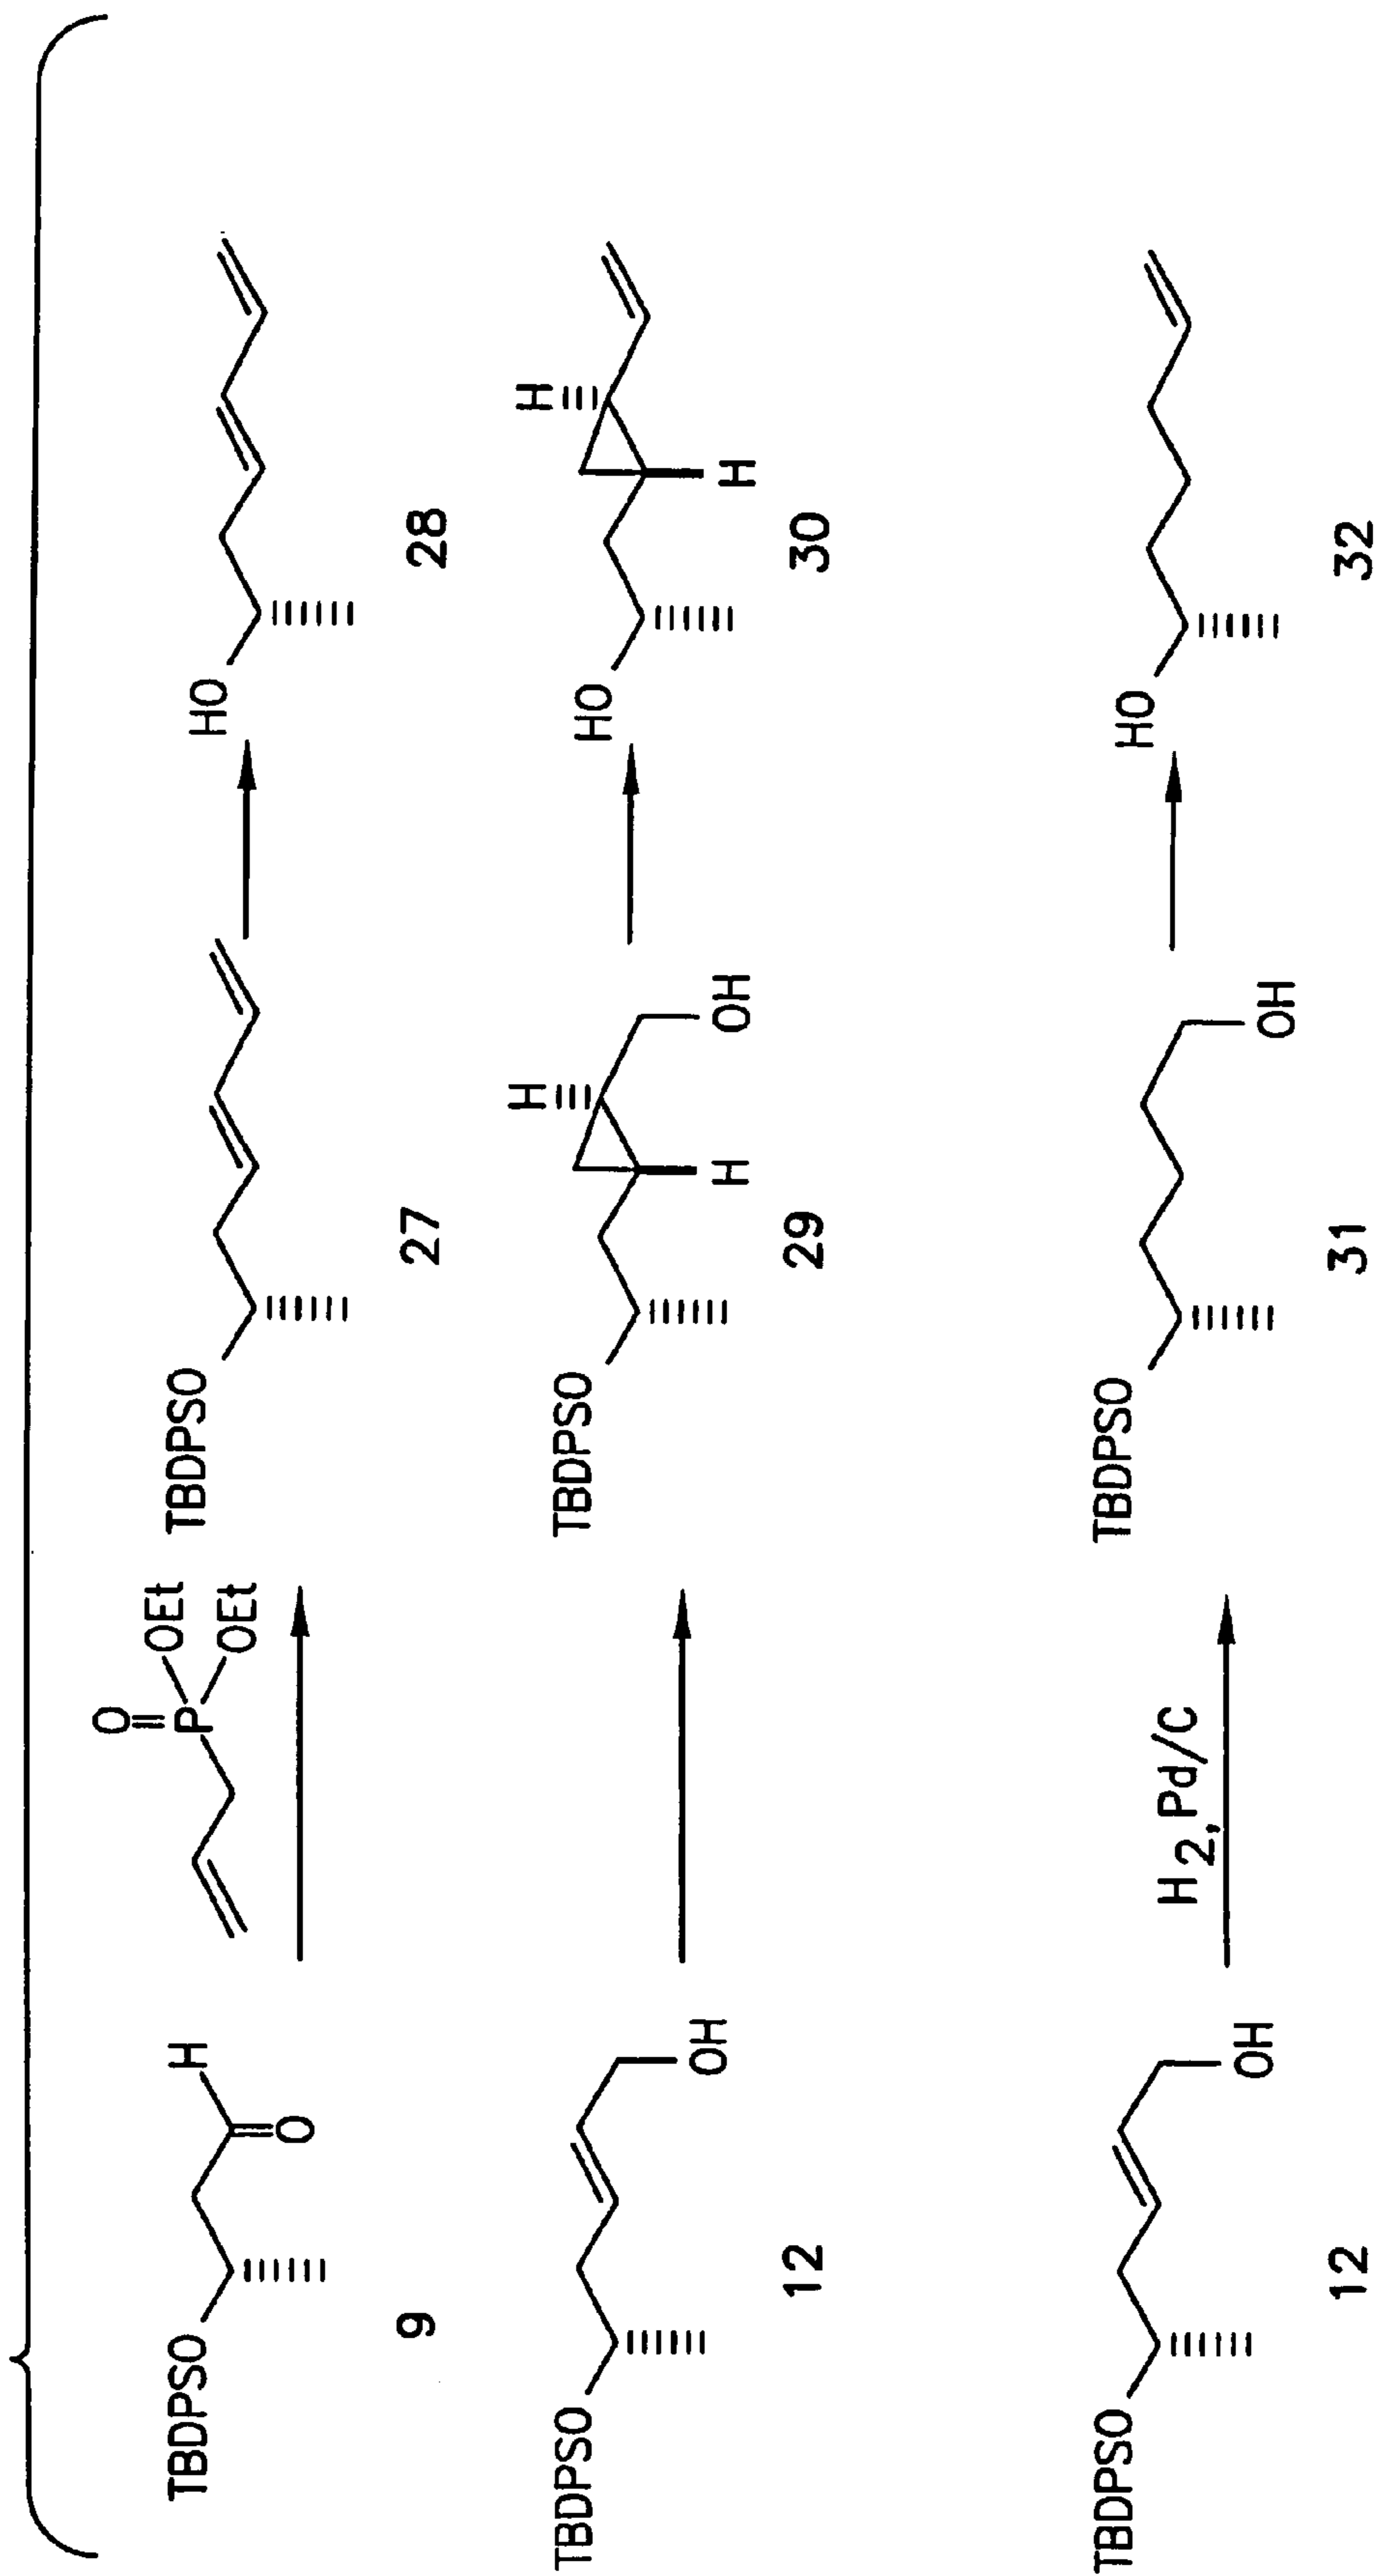 TBDPSO
H
O
9
O
P
OEt
OEt
TBDPSO
27
HO
28
TBDPSO
OH
12
TBDPSO
H
H
OH
29
HO
H
H
30
TBDPSO
OH
12
H2, Pd/C
TBDPSO
OH
31
HO
32